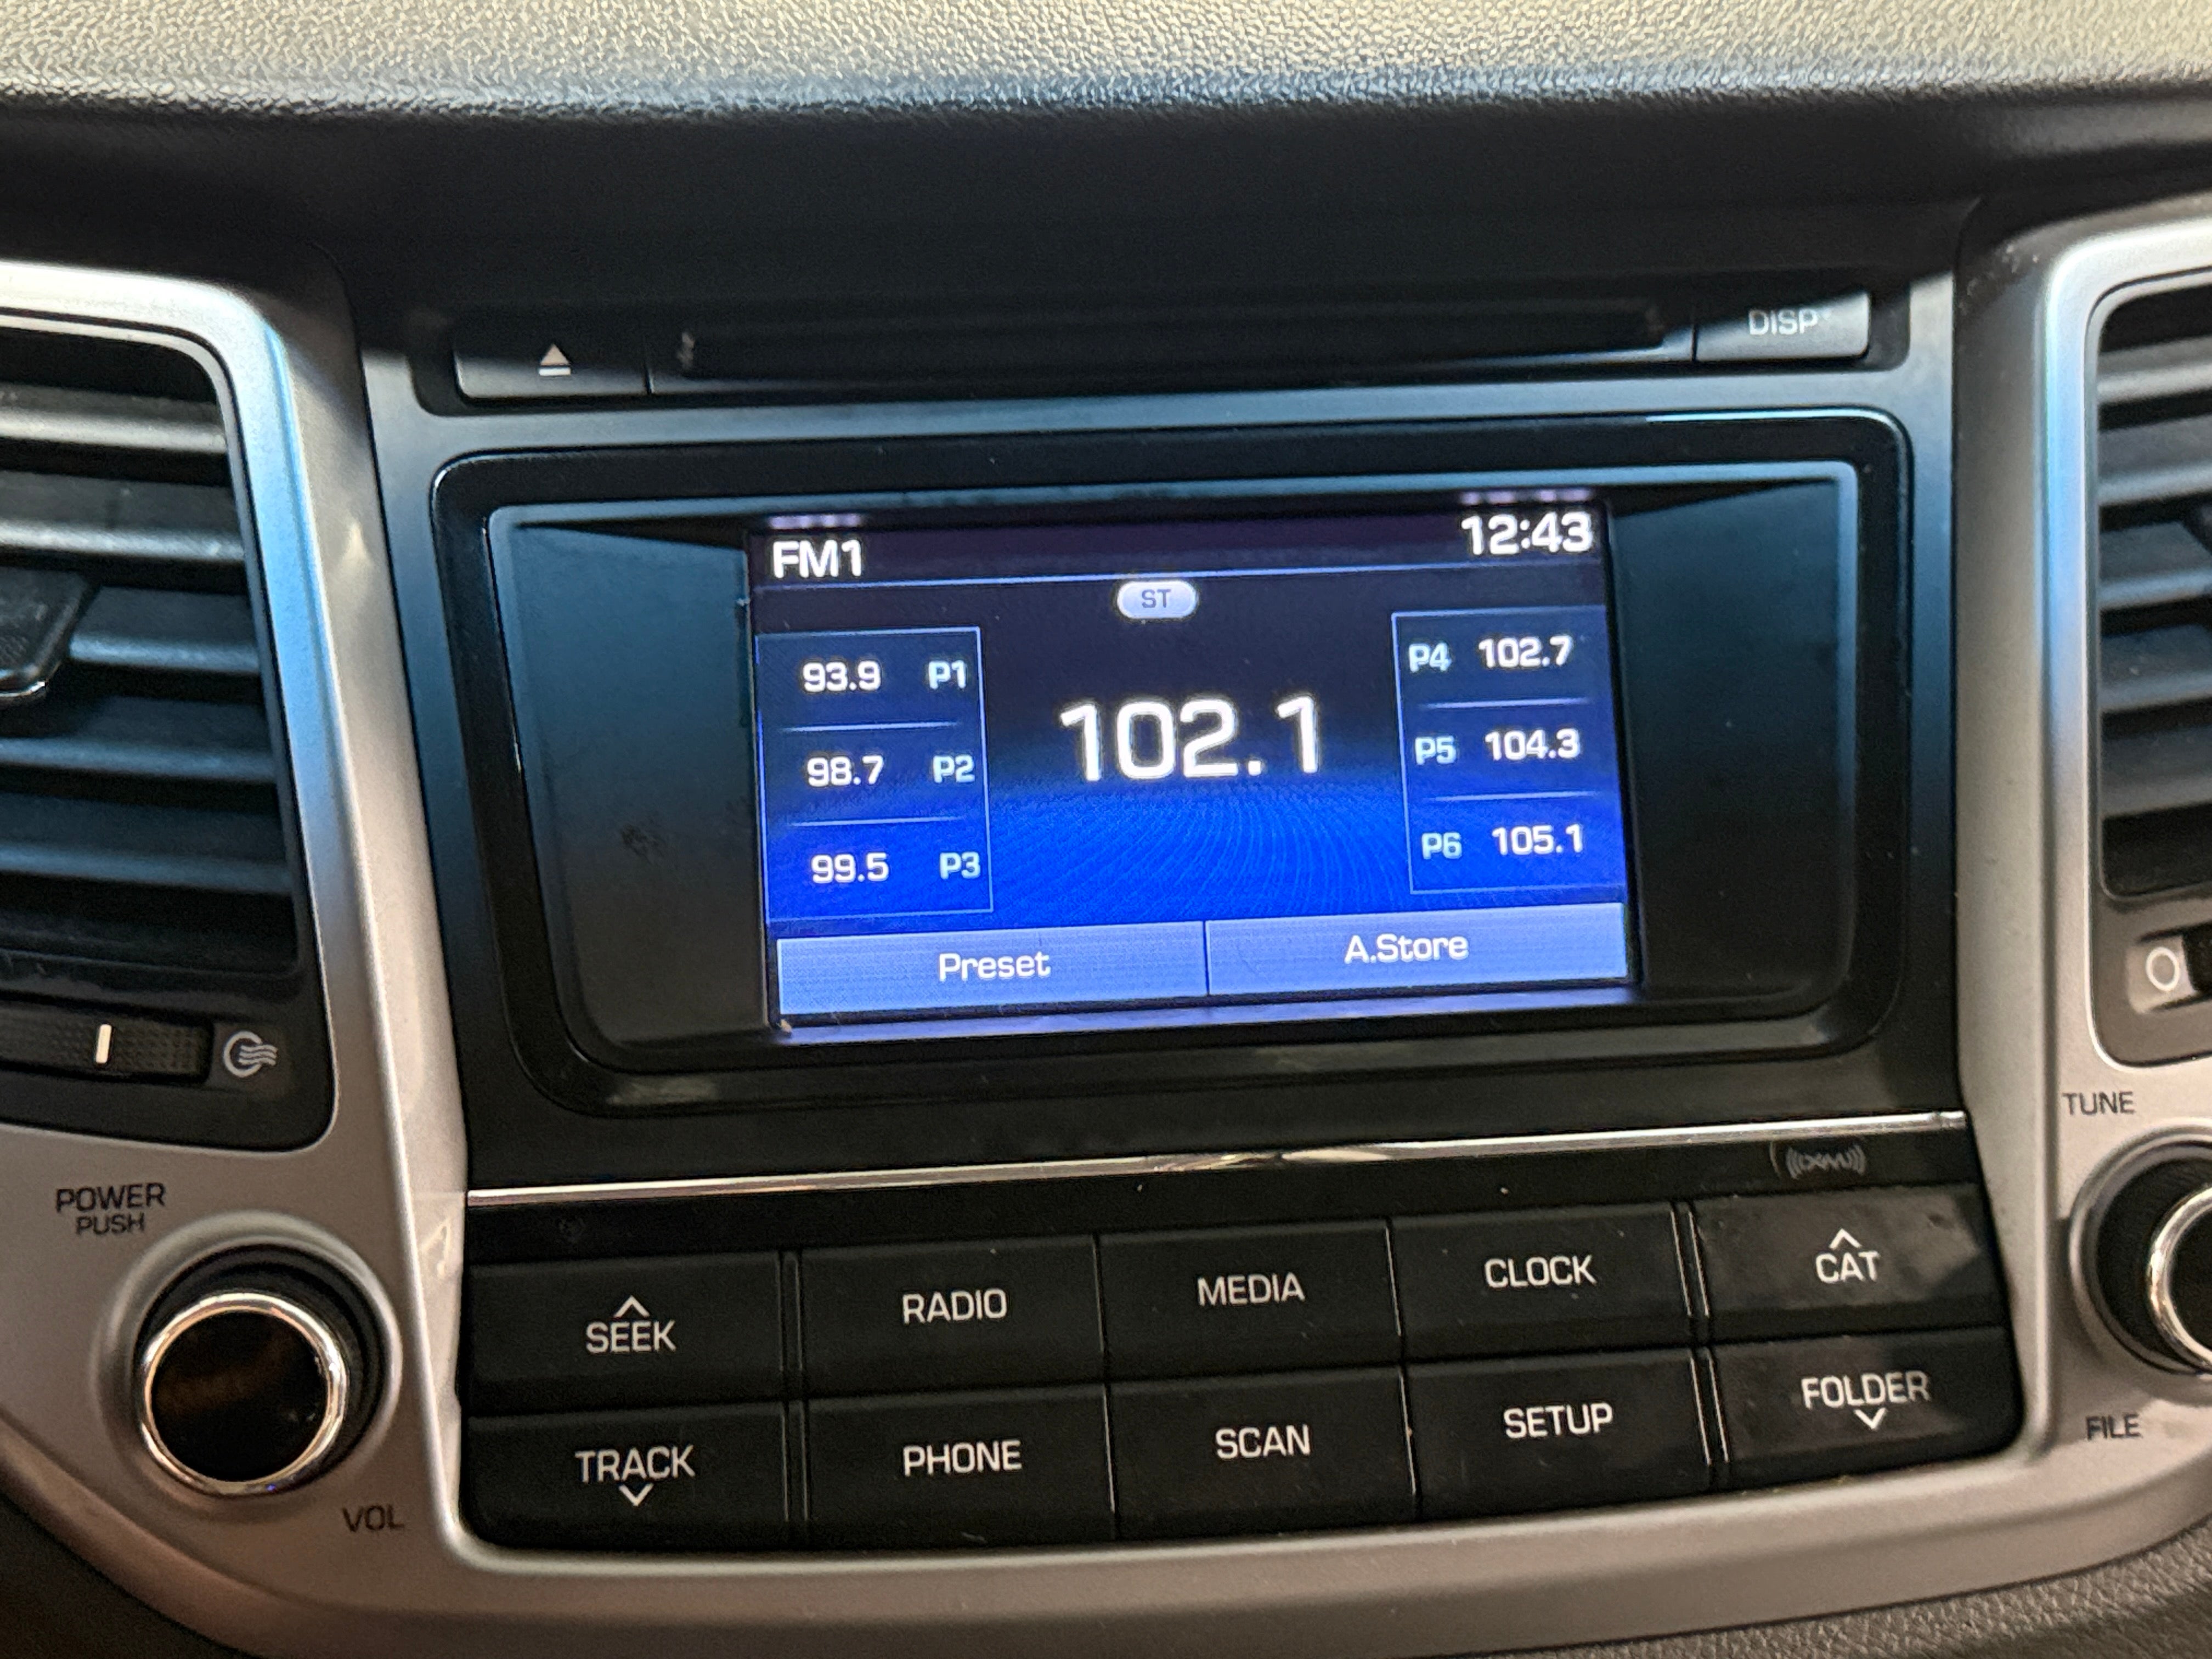 DISP
FM1 12:43
ST
93.9 P1
98.7 P2
99.5 P3
102.1
P4 102.7
P5 104.3
P6 105.1
Preset A.Store
TUNE
POWER
PUSH
((XM))
SEEK RADIO MEDIA CLOCK CAT
TRACK PHONE SCAN SETUP FOLDER
VOL
FILE